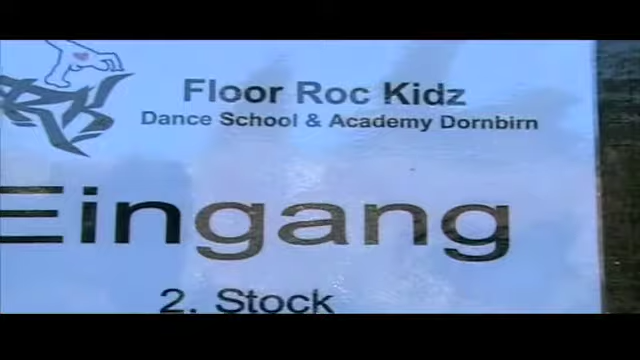 Floor Roc Kidz
Dance School & Academy Dornbirn
Eingang
2. Stock